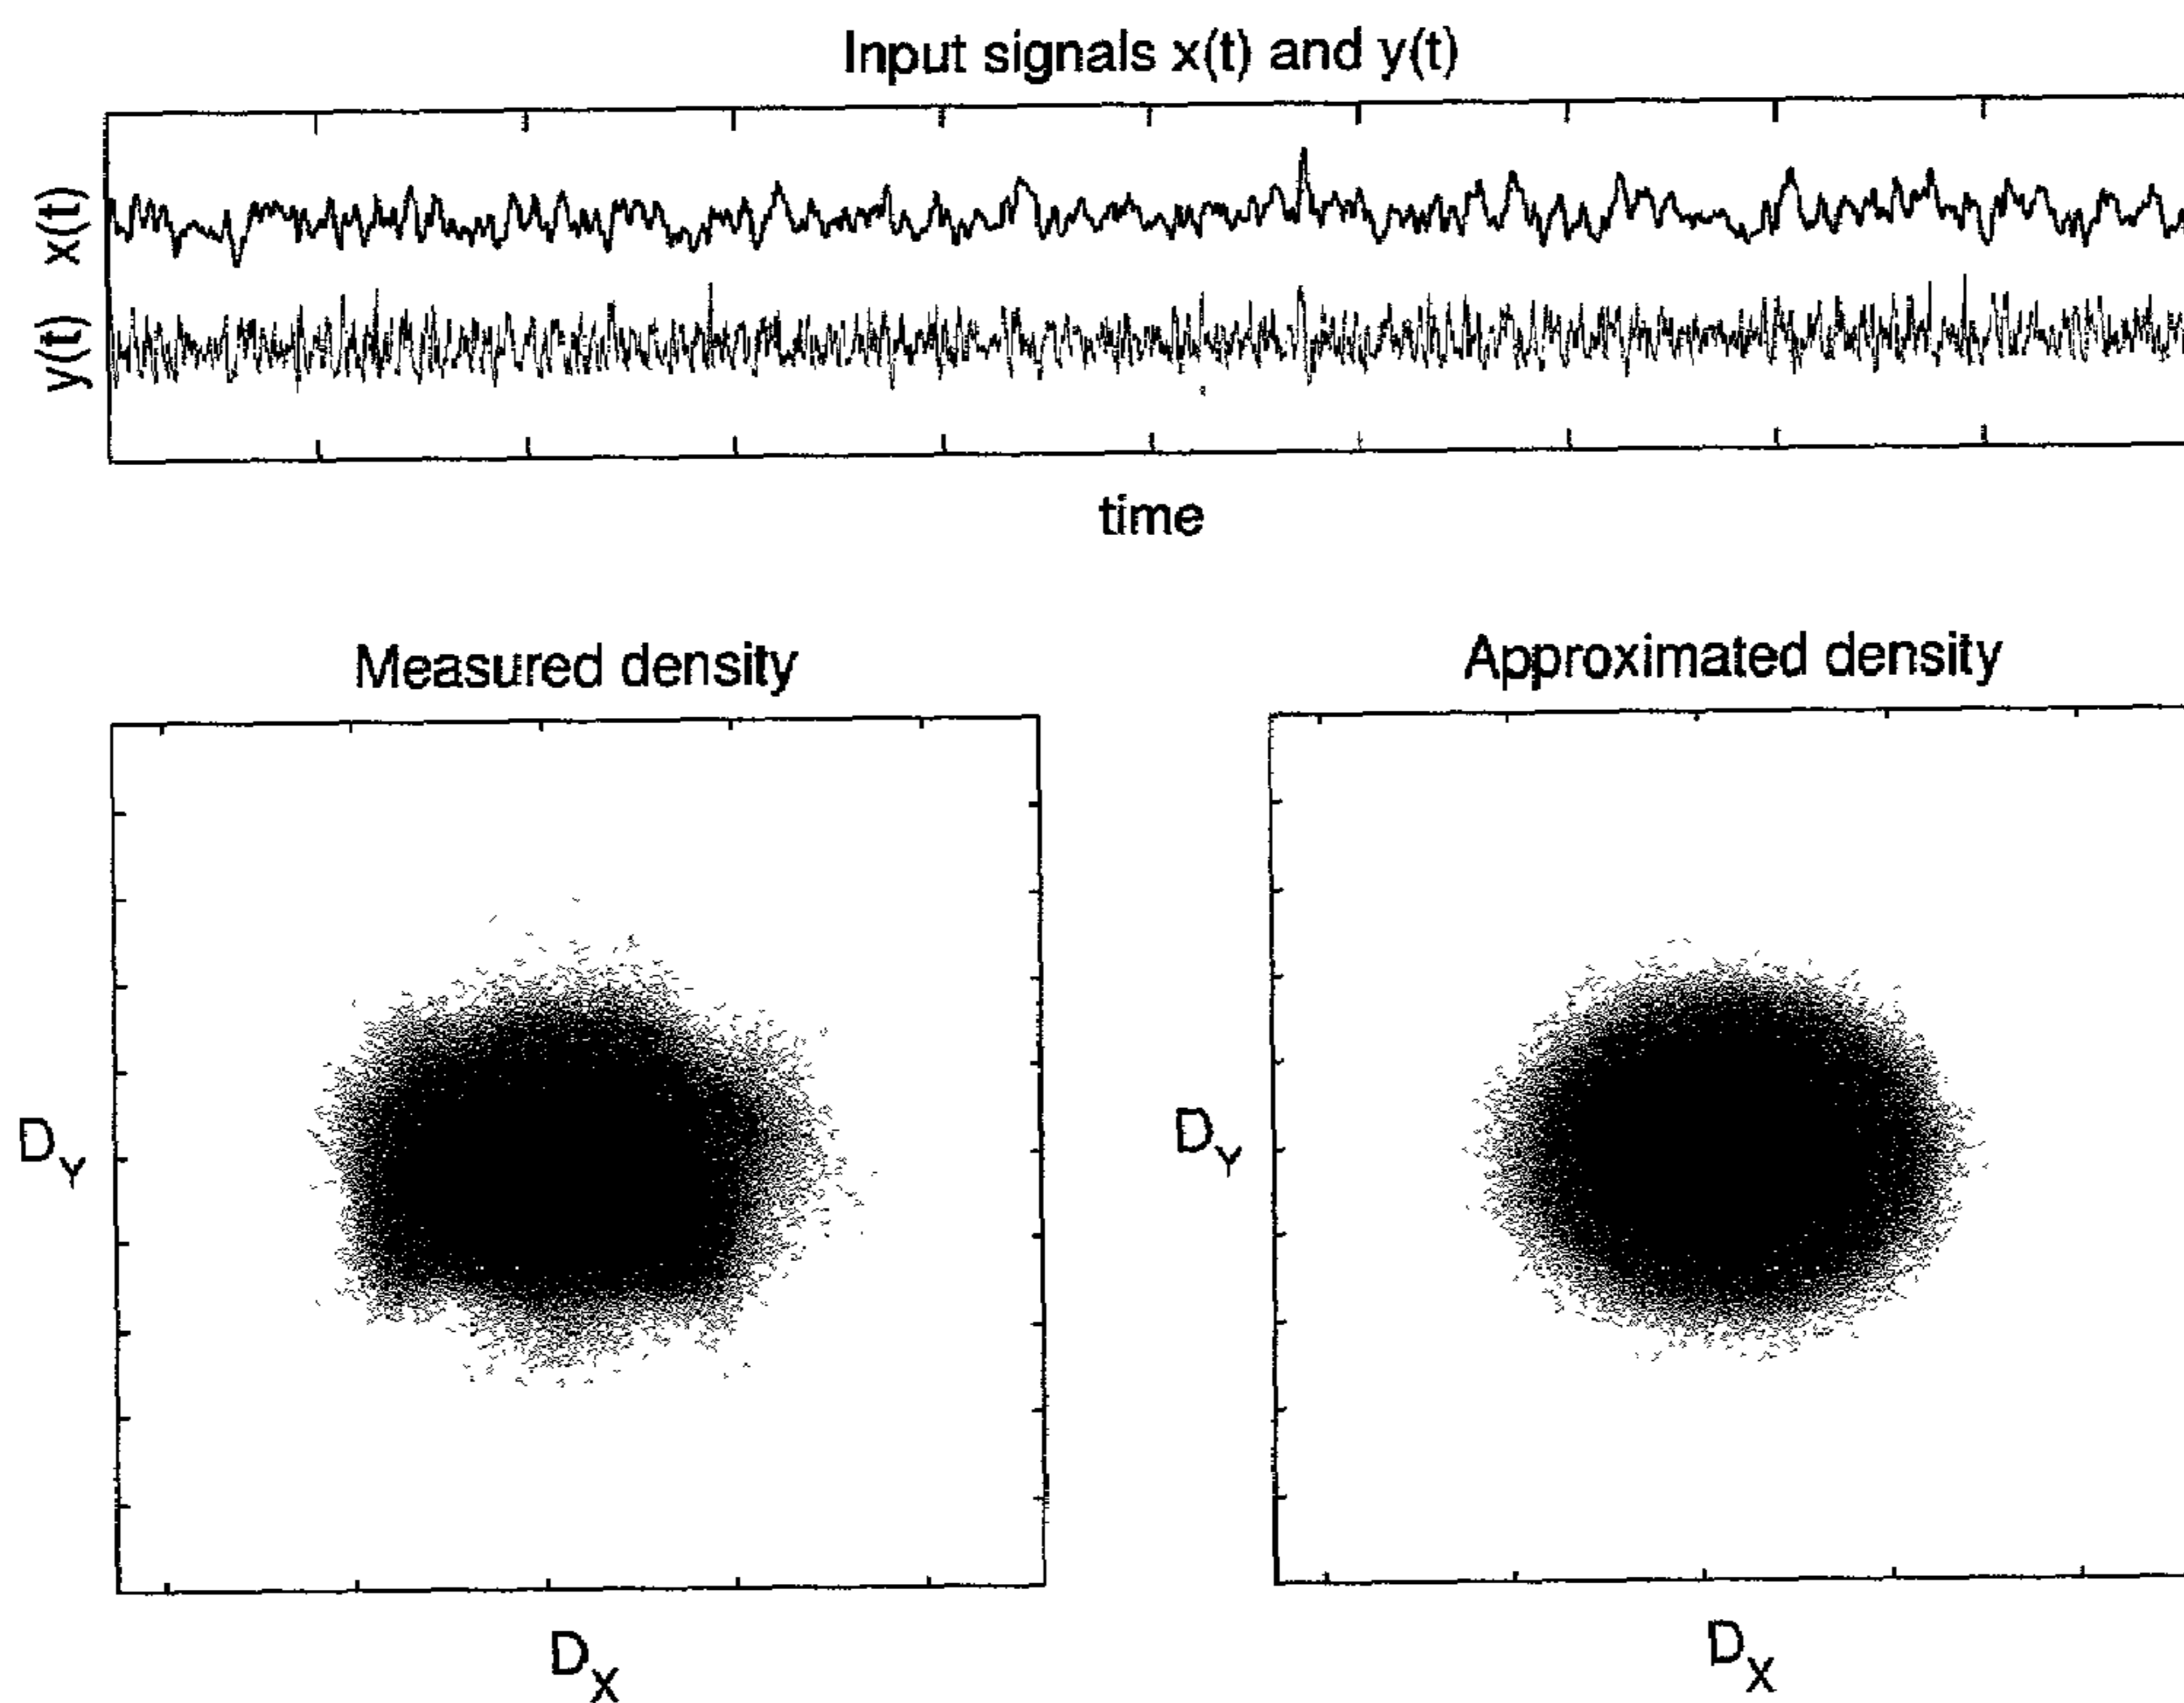 Input signals x(t) and y(t)
x(t)
y(t)
time
Measured density
Approximated density
D_Y
D_Y
D_X
D_X